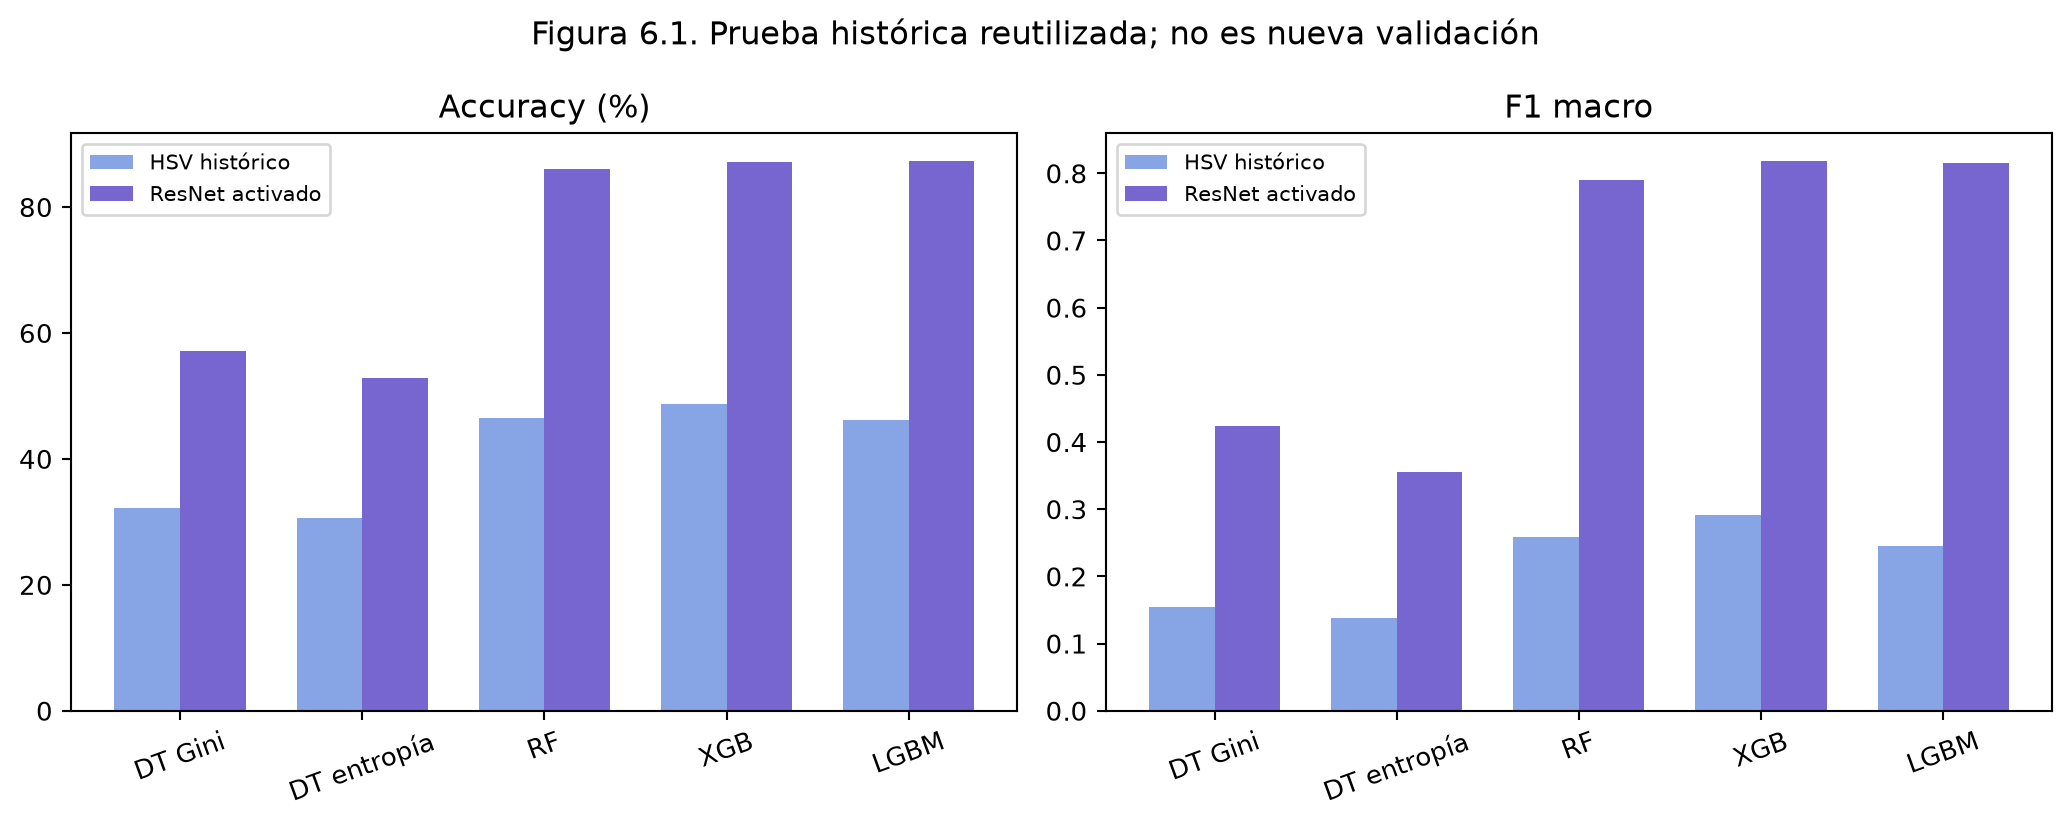 Figura 6.1. Prueba histórica reutilizada; no es nueva validación
Accuracy (%)
HSV histórico
ResNet activado
80
60
40
20
0
DT Gini
DT entropía
RF
XGB
LGBM
F1 macro
HSV histórico
ResNet activado
0.8
0.7
0.6
0.5
0.4
0.3
0.2
0.1
0.0
DT Gini
DT entropía
RF
XGB
LGBM